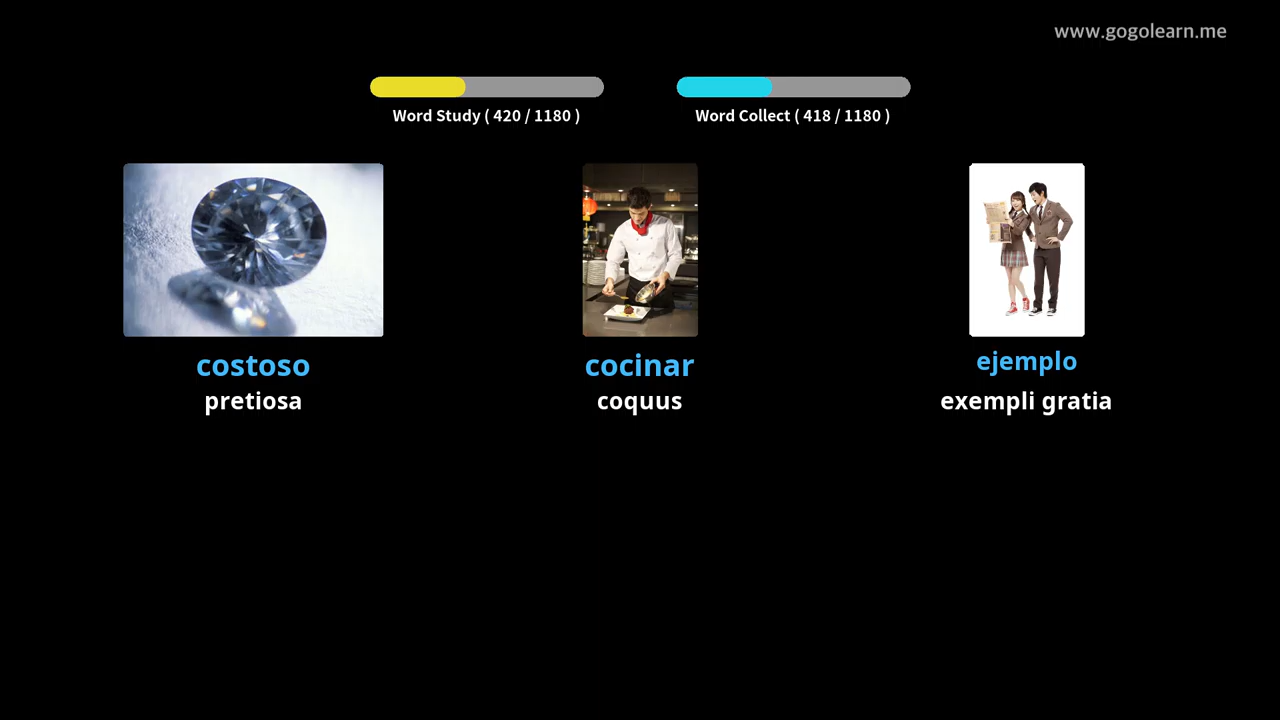 www.gogolearn.me
Word Study ( 420 / 1180 )
Word Collect ( 418 / 1180 )
costoso
cocinar
ejemplo
pretiosa
coquus
exempli gratia